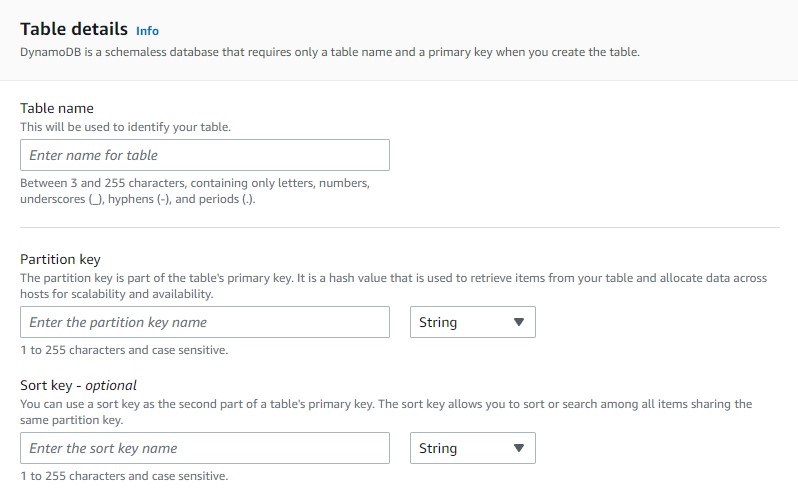 Table details Info
DynamoDB is a schemaless database that requires only a table name and a primary key when you create the table.
Table name
This will be used to identify your table.
Enter name for table
Between 3 and 255 characters, containing only letters, numbers,
underscores (_), hyphens (-), and periods (.).
Partition key
The partition key is part of the table's primary key. It is a hash value that is used to retrieve items from your table and allocate data across
hosts for scalability and availability.
Enter the partition key name String
1 to 255 characters and case sensitive.
Sort key - optional
You can use a sort key as the second part of a table's primary key. The sort key allows you to sort or search among all items sharing the
same partition key.
Enter the sort key name String
1 to 255 characters and case sensitive.